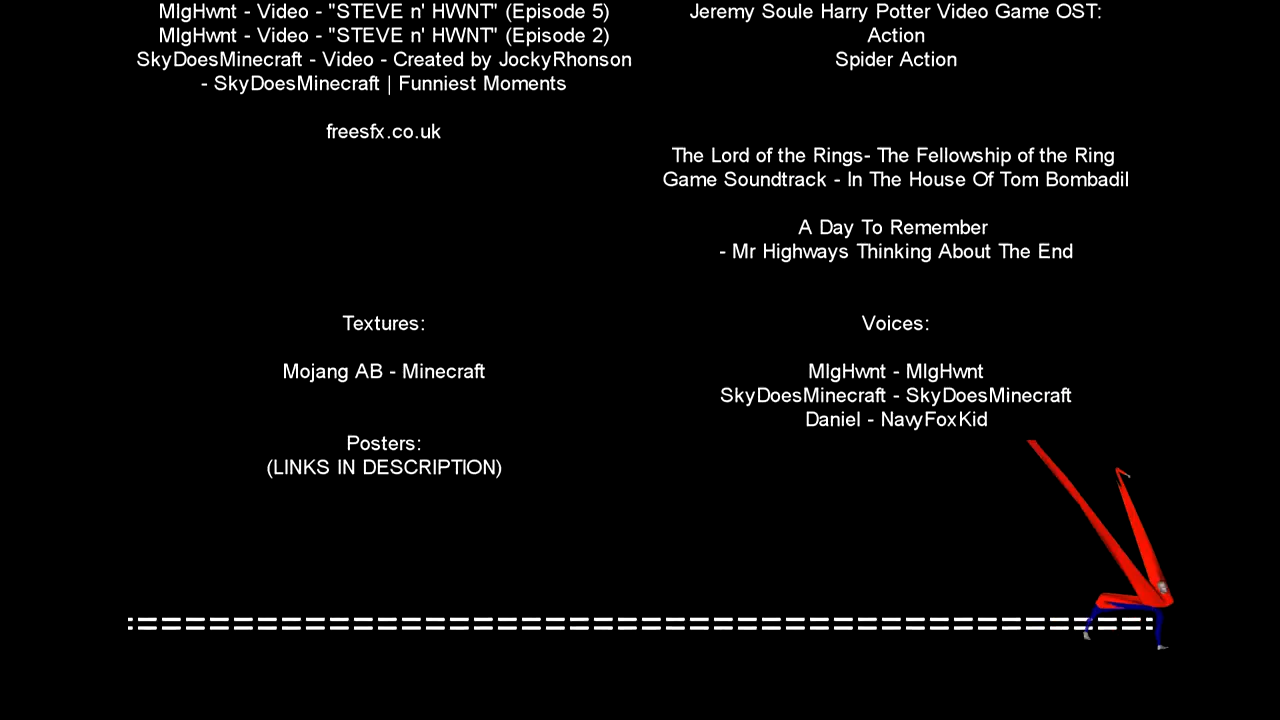 MIgHwnt - Video - "STEVE n' HWNT" (Episode 5)
MIgHwnt - Video - "STEVE n' HWNT" (Episode 2)
SkyDoesMinecraft - Video - Created by JockyRhonson
- SkyDoesMinecraft | Funniest Moments
freesfx.co.uk
Textures:
Mojang AB - Minecraft
Posters:
(LINKS IN DESCRIPTION)
Jeremy Soule Harry Potter Video Game OST:
Action
Spider Action
The Lord of the Rings- The Fellowship of the Ring
Game Soundtrack - In The House Of Tom Bombadil
A Day To Remember
- Mr Highways Thinking About The End
Voices:
MIgHwnt - MIgHwnt
SkyDoesMinecraft - SkyDoesMinecraft
Daniel - NavyFoxKid